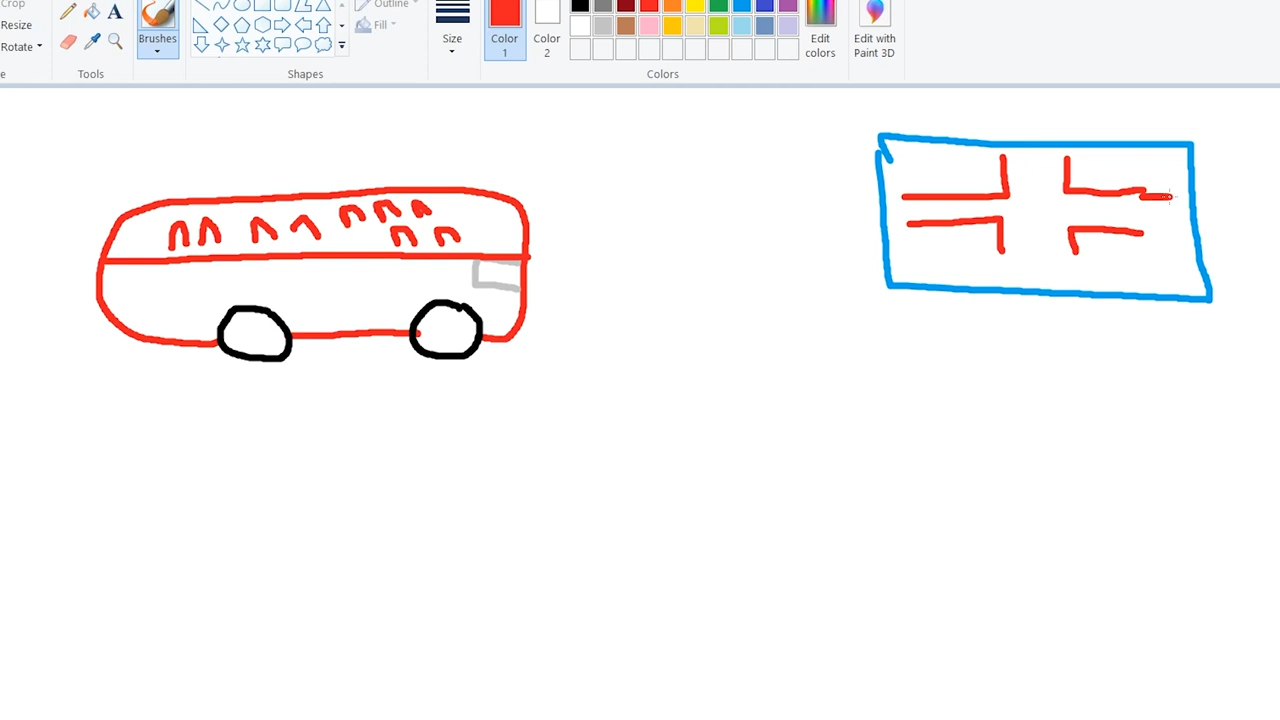 Crop
Resize
Rotate
e
Tools
Brushes
Outline
Fill
Shapes
Size
Color 1
Color 2
Colors
Edit colors
Edit with Paint 3D